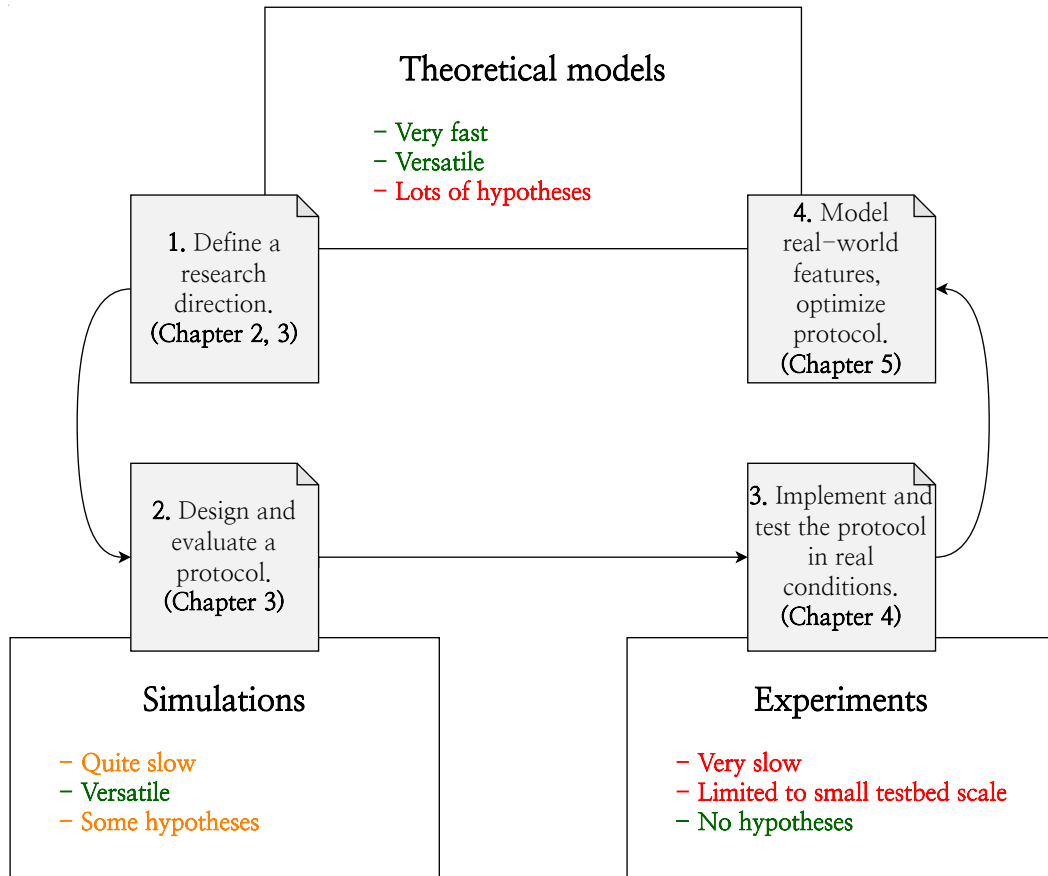 Theoretical models
− Very fast
− Versatile
− Lots of hypotheses
1. Define a
research
direction.
(Chapter 2, 3)
4. Model
real−world
features,
optimize
protocol.
(Chapter 5)
2. Design and
evaluate a
protocol.
(Chapter 3)
3. Implement and
test the protocol
in real
conditions.
(Chapter 4)
Simulations
− Quite slow
− Versatile
− Some hypotheses
Experiments
− Very slow
− Limited to small testbed scale
− No hypotheses